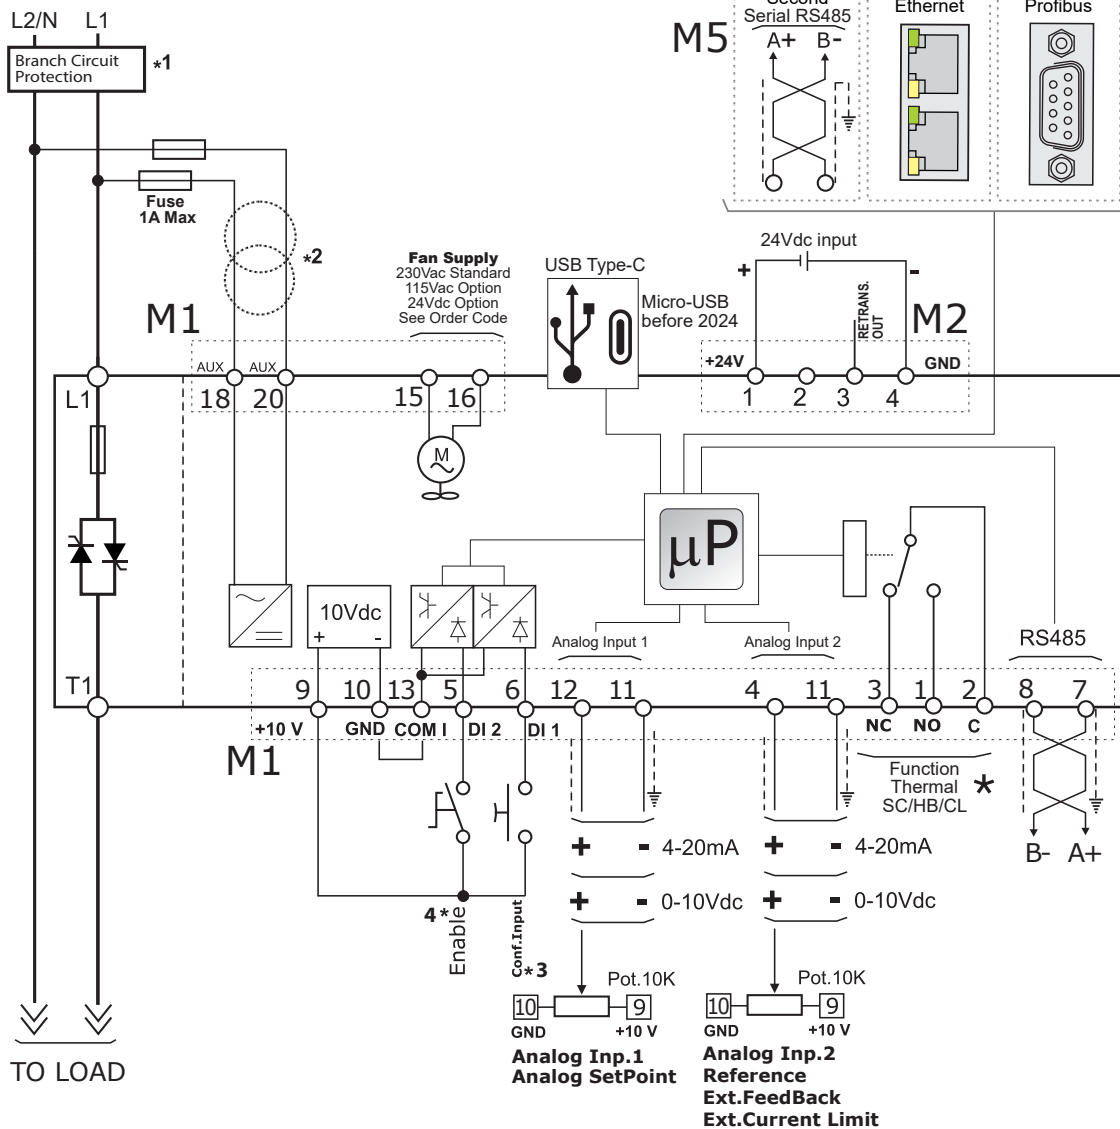 L2/N L1
Branch Circuit
Protection
*1
Fuse
1A Max
*2
M1
Fan Supply
230Vac Standard
115Vac Option
24Vdc Option
See Order Code
USB Type-C
Micro-USB
before 2024
M5
Second
Serial RS485
A+ B-
Ethernet
Profibus
24Vdc input
+ -
RETRANS.
OUT
M2
+24V GND
1 2 3 4
AUX AUX
18 20 15 16
L1
M
µP
10Vdc
+ -
Analog Input 1
Analog Input 2
RS485
T1
9 10 13 5 6 12 11 4 11 3 1 2 8 7
+10 V GND COM I DI 2 DI 1
NC NO C
M1
Function
Thermal
SC/HB/CL
*
B- A+
+ - 4-20mA
+ - 0-10Vdc
+ - 4-20mA
+ - 0-10Vdc
4*
Enable
Conf.Input
*3
Pot.10K
10 9
GND +10 V
Analog Inp.1
Analog SetPoint
Pot.10K
10 9
GND +10 V
Analog Inp.2
Reference
Ext.FeedBack
Ext.Current Limit
TO LOAD